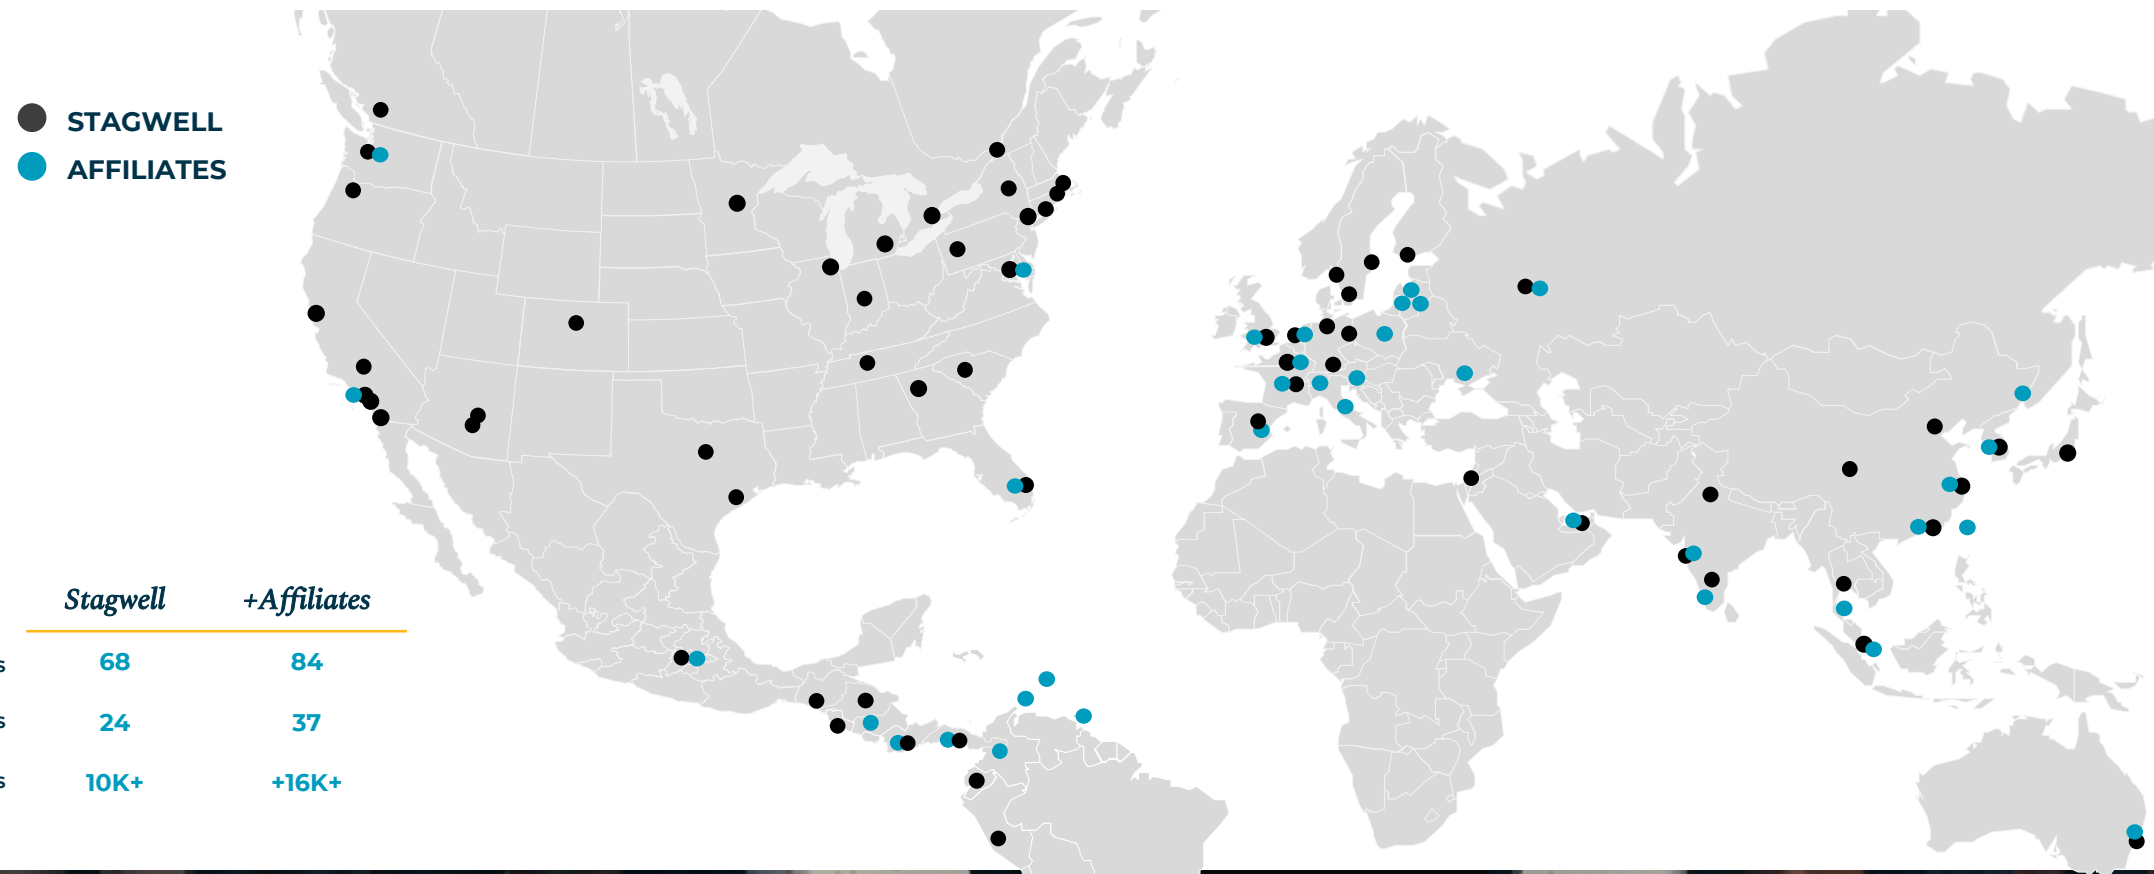 STAGWELL
AFFILIATES
Stagwell +Affiliates
s 68 84
s 24 37
s 10K+ +16K+